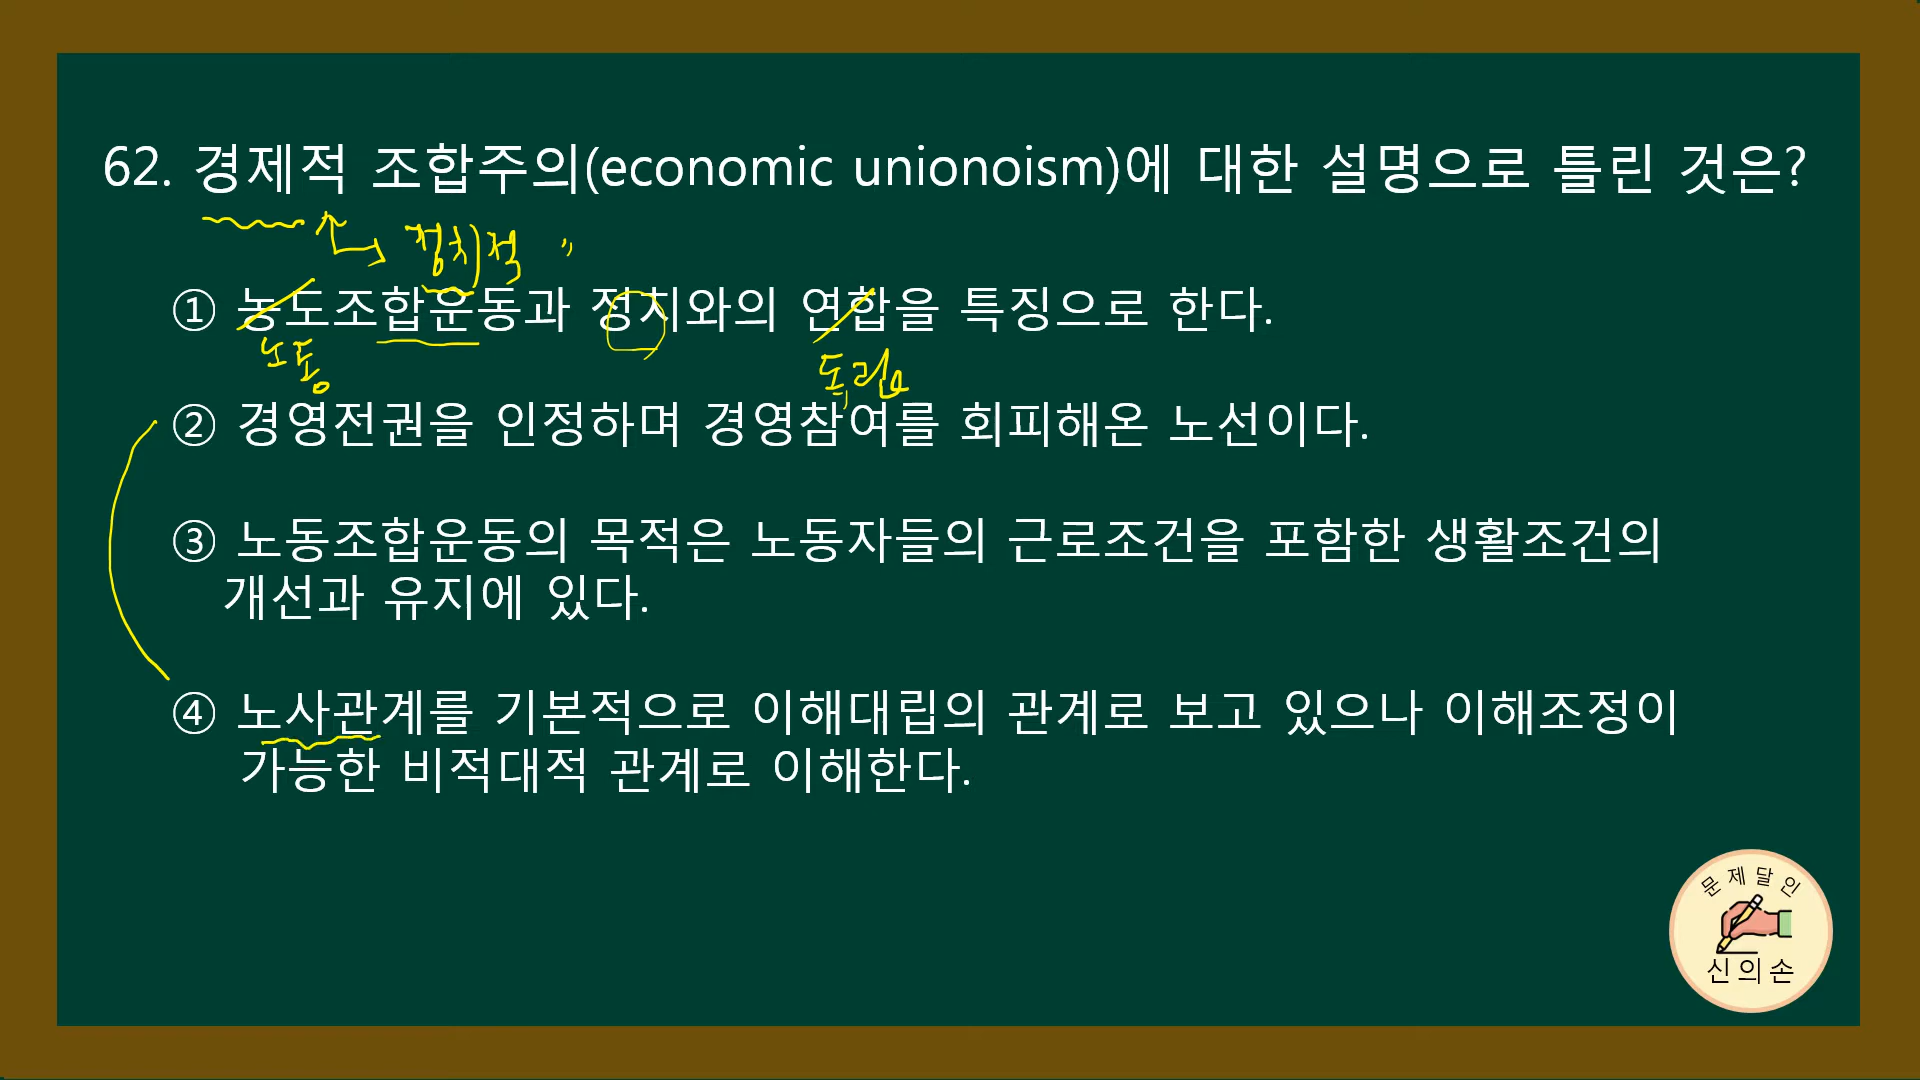 62. 경제적 조합주의(economic unionoism)에 대한 설명으로 틀린 것은?
정치적 〃
① 농도조합운동과 정치와의 연합을 특징으로 한다.
노동 독립
② 경영전권을 인정하며 경영참여를 회피해온 노선이다.
③ 노동조합운동의 목적은 노동자들의 근로조건을 포함한 생활조건의
개선과 유지에 있다.
④ 노사관계를 기본적으로 이해대립의 관계로 보고 있으나 이해조정이
가능한 비적대적 관계로 이해한다.
문제달인
신의손